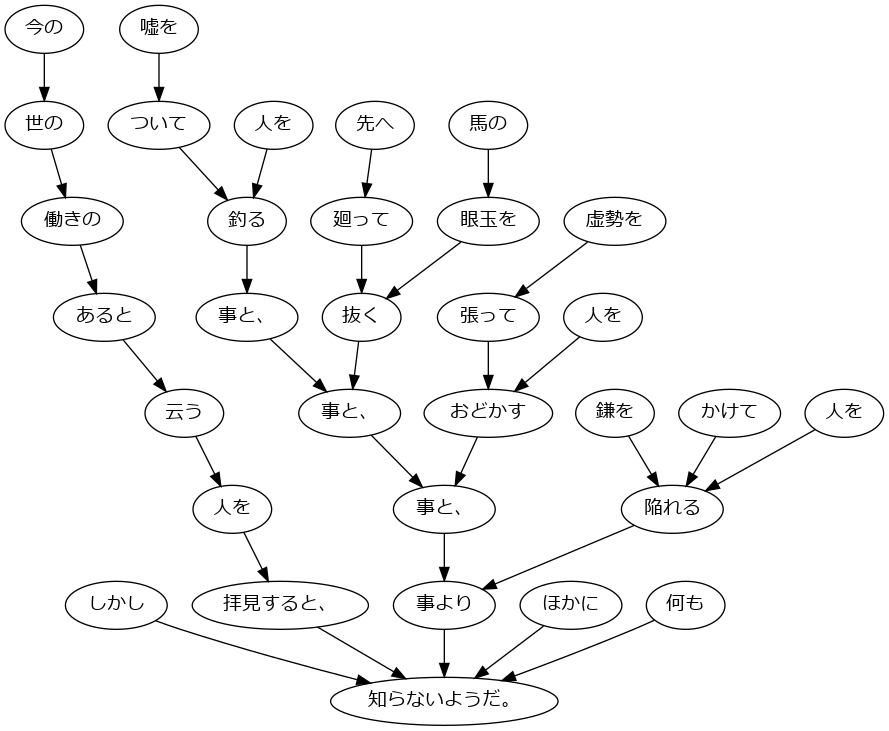 今の
嘘を
世の
ついて
人を
先へ
馬の
働きの
釣る
廻って
眼玉を
虚勢を
あると
事と、
抜く
張って
人を
云う
事と、
おどかす
鎌を
かけて
人を
人を
事と、
陥れる
しかし
拝見すると、
事より
ほかに
何も
知らないようだ。